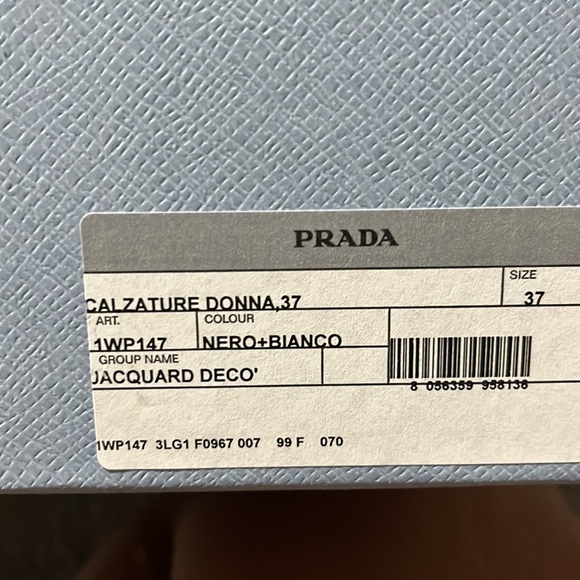 PRADA
SIZE
CALZATURE DONNA,37
37
ART.
COLOUR
1WP147
NERO+BIANCO
GROUP NAME
JACQUARD DECO'
8 056359 958136
1WP147 3LG1 F0967 007 99 F 070